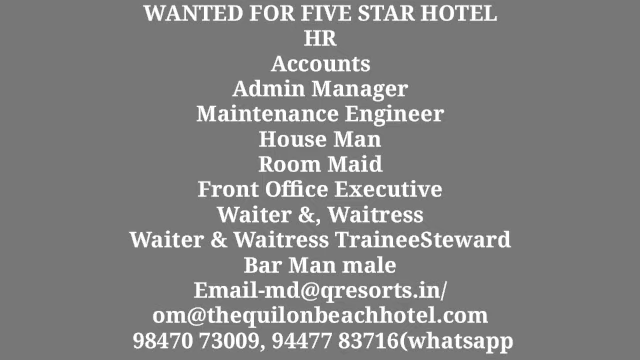 WANTED FOR FIVE STAR HOTEL
HR
Accounts
Admin Manager
Maintenance Engineer
House Man
Room Maid
Front Office Executive
Waiter &, Waitress
Waiter & Waitress TraineeSteward
Bar Man male
Email-md@qresorts.in/
om@thequilonbeachhotel.com
98470 73009, 94477 83716(whatsapp